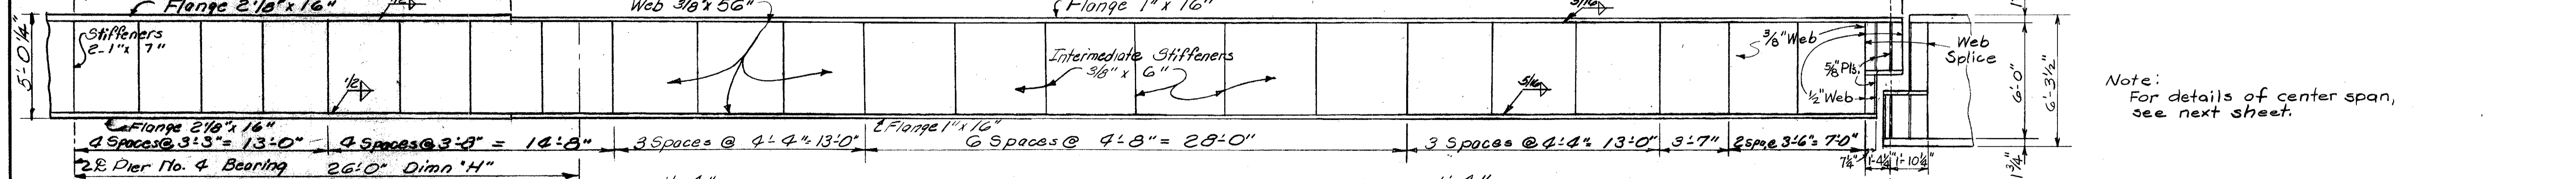 Flange 2 1/8" x 16"
Web 3/8" x 56"
Flange 1" x 16"
5/16
5'-0 1/4"
Stiffeners
2-1" x 7"
1/2
Intermediate Stiffeners
3/8" x 6"
5/16
3/8" Web
5/8" Pls.
1/2" Web
Web
Splice
6'-0"
6'-3 1/2"
1 3/4"
Note:
For details of center span,
see next sheet.
Flange 2 1/8" x 16"
Flange 1" x 16"
4 Spaces @ 3'-3" = 13'-0"
4 Spaces @ 3'-8" = 14'-8"
3 Spaces @ 4'-4" = 13'-0"
6 Spaces @ 4'-8" = 28'-0"
3 Spaces @ 4'-4" = 13'-0"
3'-7"
2 spa.@ 3'-6" = 7'-0"
7 1/4"
1'-4 1/4"
1'-10 1/4"
℄ Pier No. 4 Bearing
26'-0" Dimn "H"